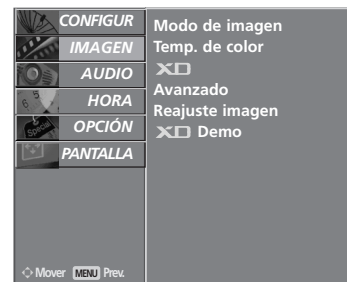 CONFIGUR
IMAGEN
AUDIO
HORA
OPCIÓN
PANTALLA
Mover MENU Prev.
Modo de imagen
Temp. de color
XD
Avanzado
Reajuste imagen
XD Demo